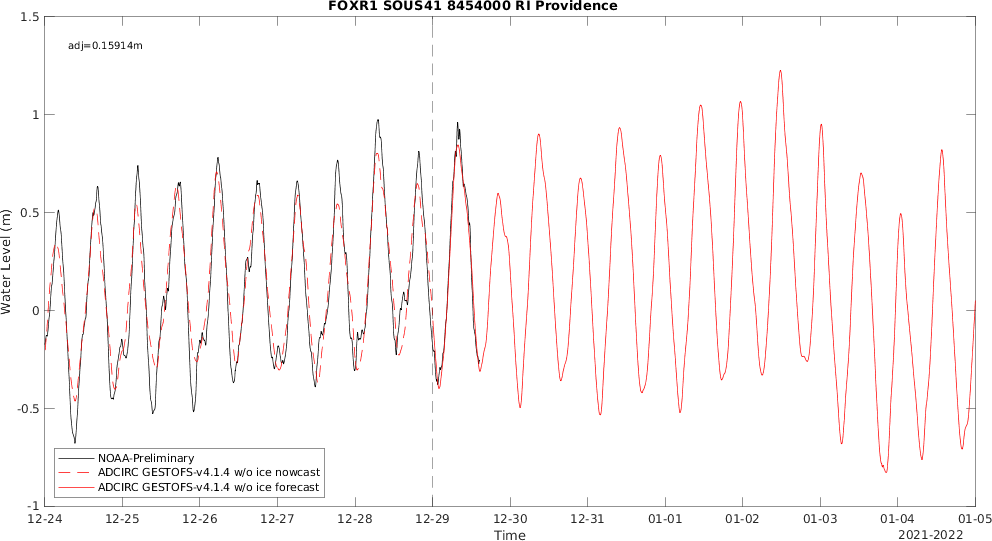 FOXR1 SOUS41 8454000 RI Providence
adj=0.15914m
Water Level (m)
1.5
1
0.5
0
-0.5
-1
NOAA-Preliminary
ADCIRC GESTOFS-v4.1.4 w/o ice nowcast
ADCIRC GESTOFS-v4.1.4 w/o ice forecast
12-24 12-25 12-26 12-27 12-28 12-29 12-30 12-31 01-01 01-02 01-03 01-04 01-05
Time
2021-2022